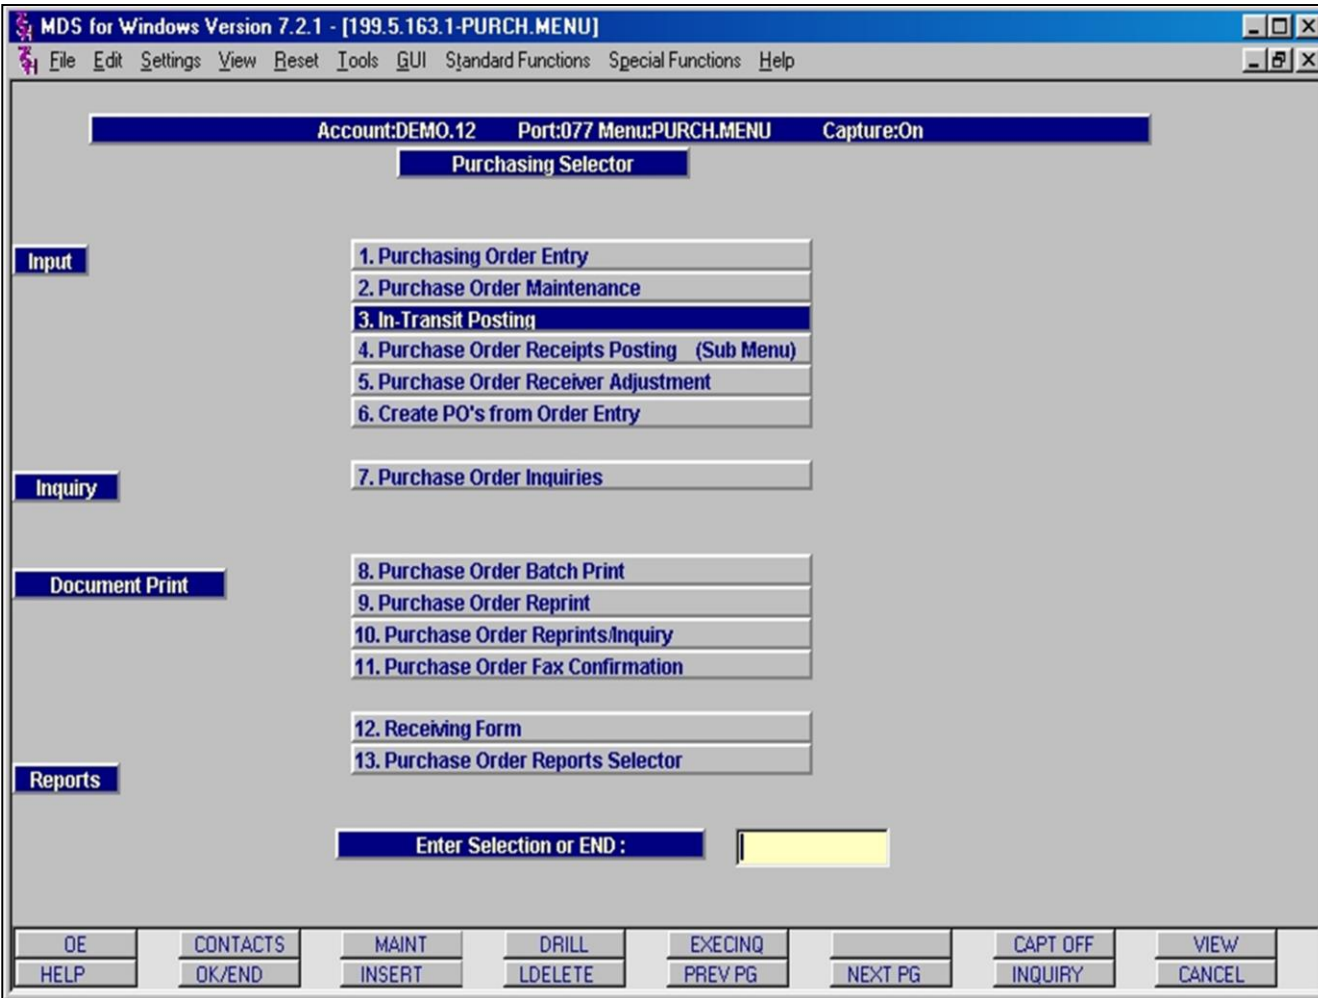 MDS for Windows Version 7.2.1 - [199.5.163.1-PURCH.MENU]
File Edit Settings View Reset Tools GUI Standard Functions Special Functions Help
Account:DEMO.12 Port:077 Menu:PURCH.MENU Capture:On
Purchasing Selector
Input
1. Purchasing Order Entry
2. Purchase Order Maintenance
3. In-Transit Posting
4. Purchase Order Receipts Posting (Sub Menu)
5. Purchase Order Receiver Adjustment
6. Create PO's from Order Entry
Inquiry
7. Purchase Order Inquiries
Document Print
8. Purchase Order Batch Print
9. Purchase Order Reprint
10. Purchase Order Reprints/Inquiry
11. Purchase Order Fax Confirmation
12. Receiving Form
13. Purchase Order Reports Selector
Reports
Enter Selection or END :
OE CONTACTS MAINT DRILL EXECINQ CAPT OFF VIEW
HELP OK/END INSERT LDELETE PREV PG NEXT PG INQUIRY CANCEL